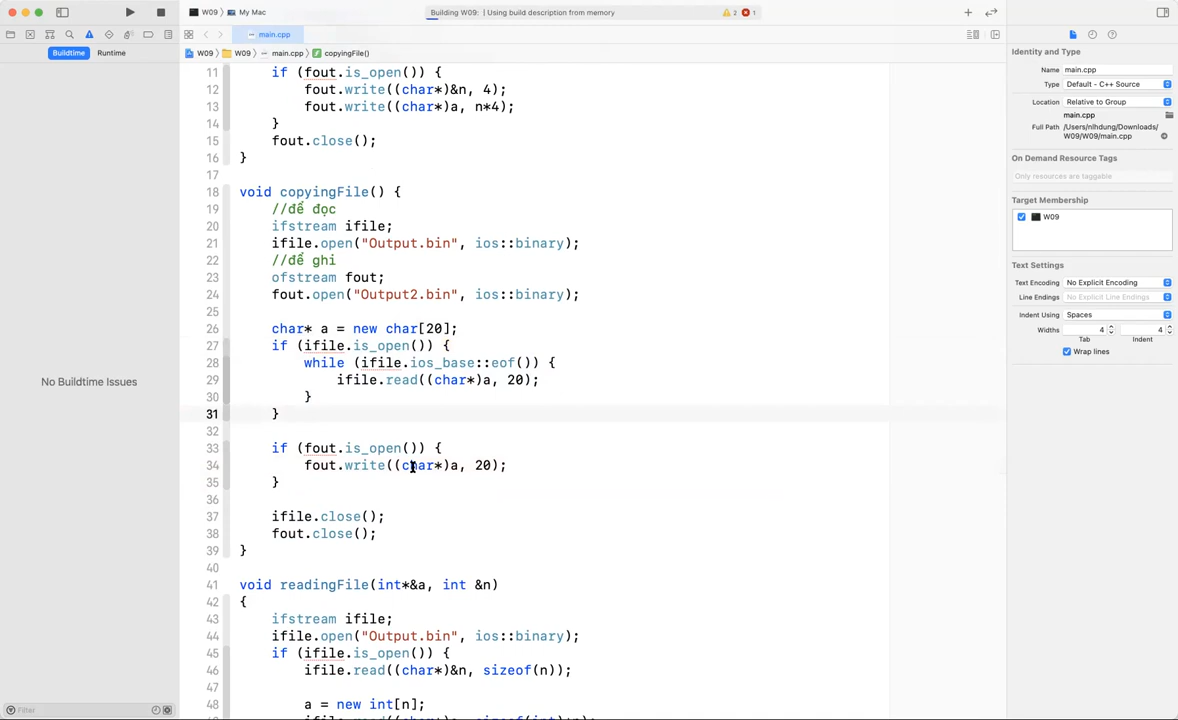 W09 > My Mac
Building W09: | Using build description from memory
2 1
main.cpp
Buildtime Runtime
W09 > W09 > main.cpp > copyingFile()
11 if (fout.is_open()) {
12 fout.write((char*)&n, 4);
13 fout.write((char*)a, n*4);
14 }
15 fout.close();
16 }
17
18 void copyingFile() {
19 //để đọc
20 ifstream ifile;
21 ifile.open("Output.bin", ios::binary);
22 //để ghi
23 ofstream fout;
24 fout.open("Output2.bin", ios::binary);
25
26 char* a = new char[20];
27 if (ifile.is_open()) {
28 while (ifile.ios_base::eof()) {
29 ifile.read((char*)a, 20);
30 }
31 }
32
33 if (fout.is_open()) {
34 fout.write((char*)a, 20);
35 }
36
37 ifile.close();
38 fout.close();
39 }
40
41 void readingFile(int*&a, int &n)
42 {
43 ifstream ifile;
44 ifile.open("Output.bin", ios::binary);
45 if (ifile.is_open()) {
46 ifile.read((char*)&n, sizeof(n));
47
48 a = new int[n];
No Buildtime Issues
Filter
Identity and Type
Name main.cpp
Type Default - C++ Source
Location Relative to Group
main.cpp
Full Path /Users/nihdung/Downloads/
W09/W09/main.cpp
On Demand Resource Tags
Only resources are taggable
Target Membership
W09
Text Settings
Text Encoding No Explicit Encoding
Line Endings No Explicit Line Endings
Indent Using Spaces
Widths 4 4
Tab Indent
Wrap lines